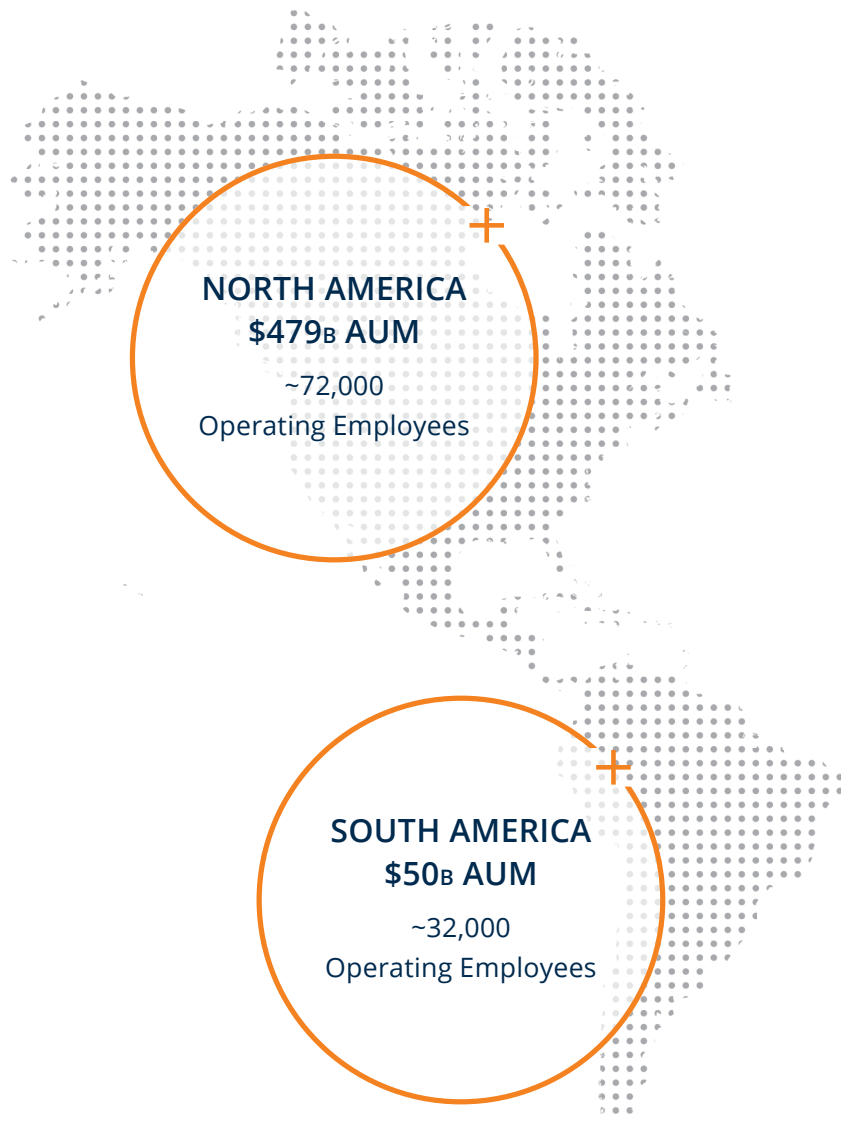 NORTH AMERICA
$479B AUM
~72,000
Operating Employees
SOUTH AMERICA
$50B AUM
~32,000
Operating Employees